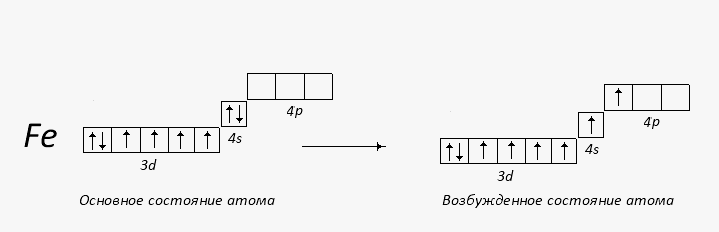 Fe
3d
4s
4p
Основное состояние атома
3d
4s
4p
Возбужденное состояние атома